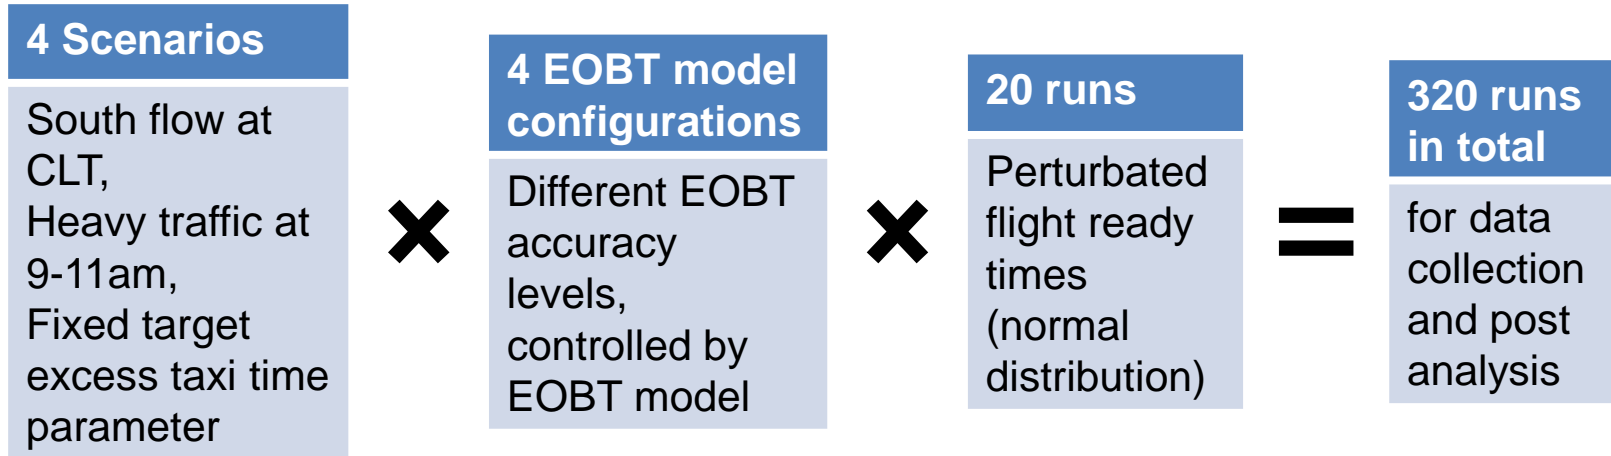 4 Scenarios
South flow at
CLT,
Heavy traffic at
9-11am,
Fixed target
excess taxi time
parameter
×
4 EOBT model
configurations
Different EOBT
accuracy
levels,
controlled by
EOBT model
×
20 runs
Perturbated
flight ready
times
(normal
distribution)
=
320 runs
in total
for data
collection
and post
analysis